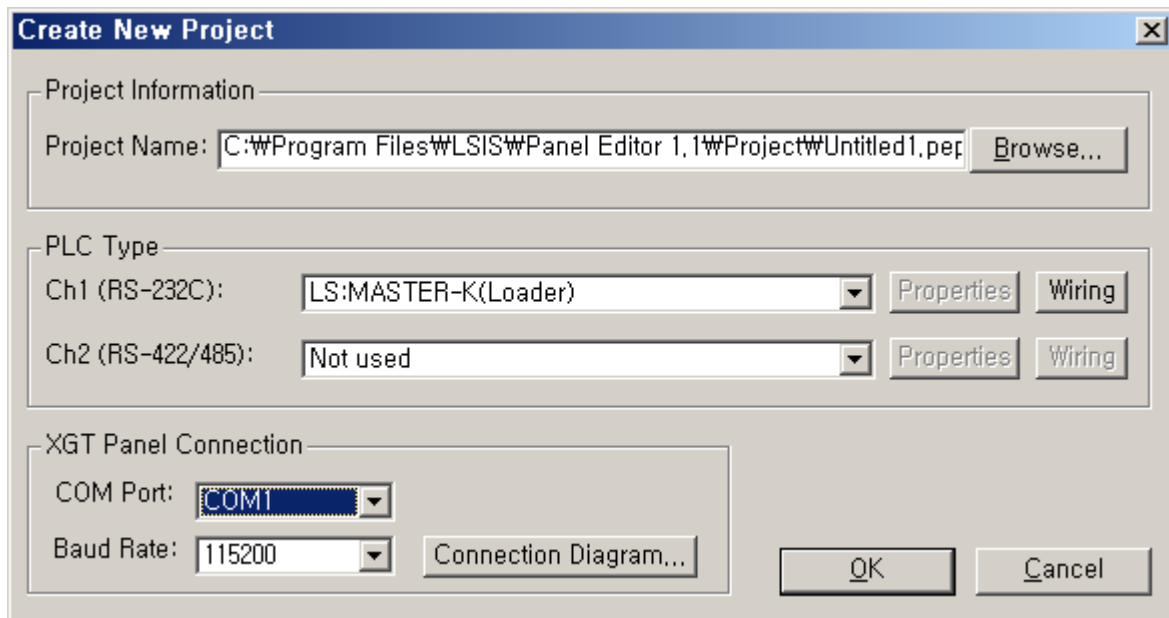 Create New Project
Project Information
Project Name: C:₩Program Files₩LSIS₩Panel Editor 1,1₩Project₩Untitled1,pep Browse,,,
PLC Type
Ch1 (RS-232C): LS:MASTER-K(Loader) Properties Wiring
Ch2 (RS-422/485): Not used Properties Wiring
XGT Panel Connection
COM Port: COM1
Baud Rate: 115200 Connection Diagram,,, OK Cancel